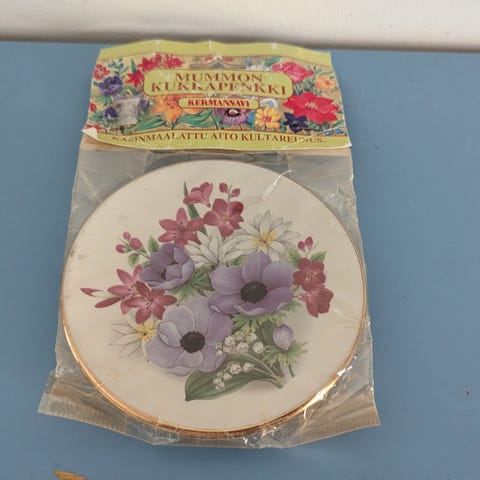 MUMMON
KUKKAPENKKI
KERMANSAVI
KÄSINMAALATTU AITO KULTAREUNUS.